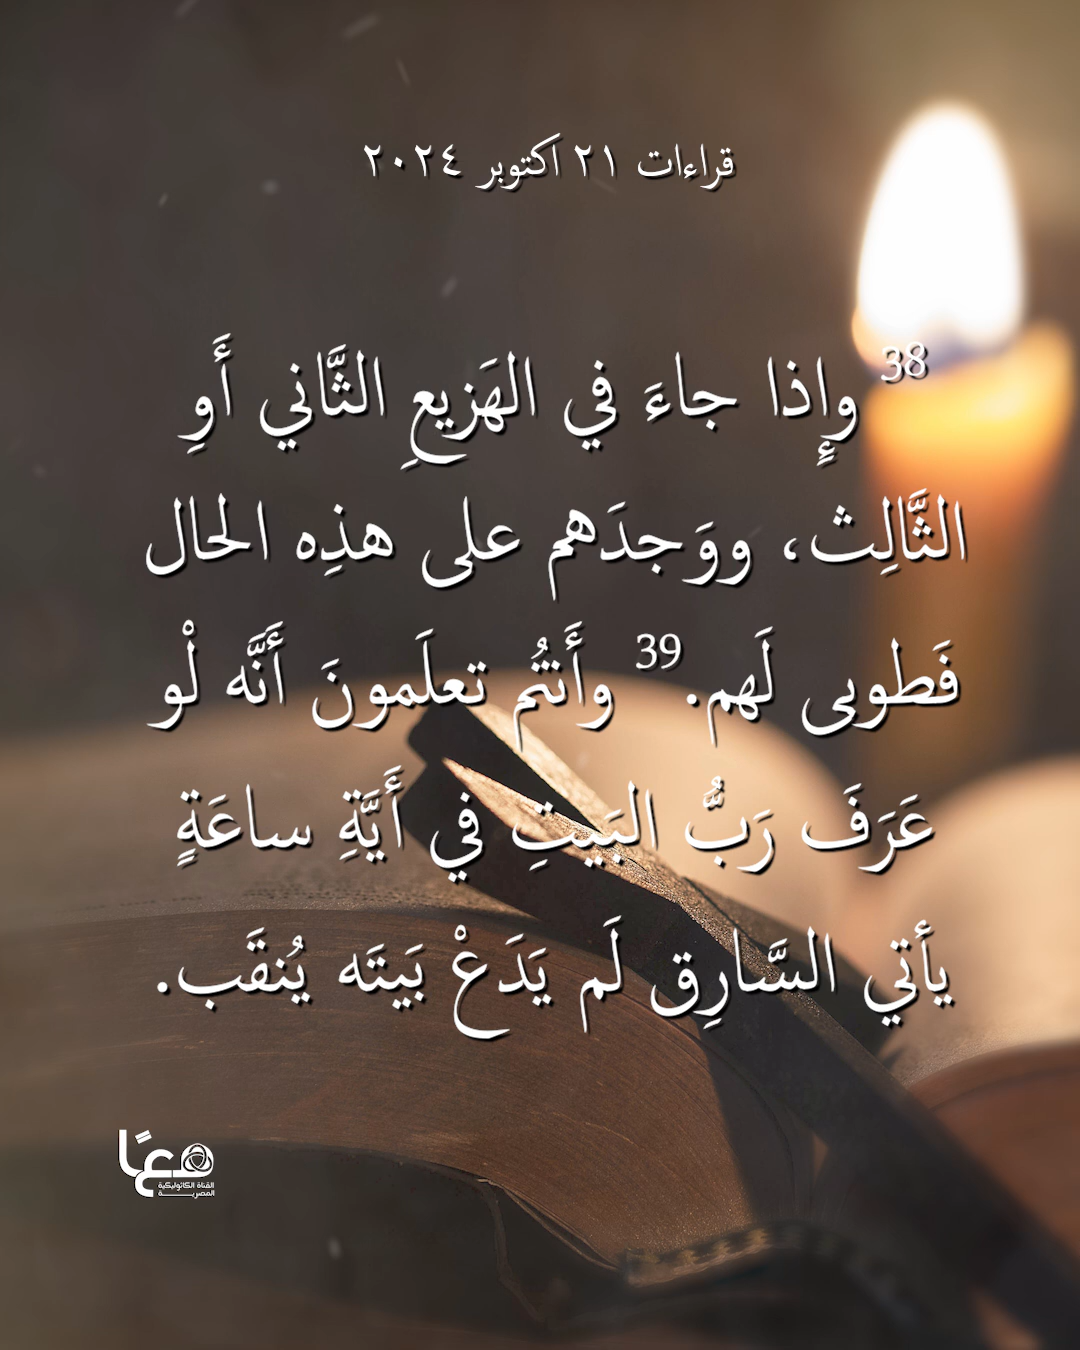 قراءات ٢١ اكتوبر ٢٠٢٤
38 وإِذا جاءَ في الهَزيعِ الثَّاني أَوِ
الثَّالِث، ووَجدَهم على هذِه الحال
فَطوبى لَهم. 39 وأَنتُم تعلَمونَ أَنَّه لْو
عَرَفَ رَبُّ البَيتِ في أَيَّةِ ساعَةٍ
يأتي السَّارِق لَم يَدَعْ بَيتَه يُنقَب.
معًا
القناة الكاثوليكية
المصرية